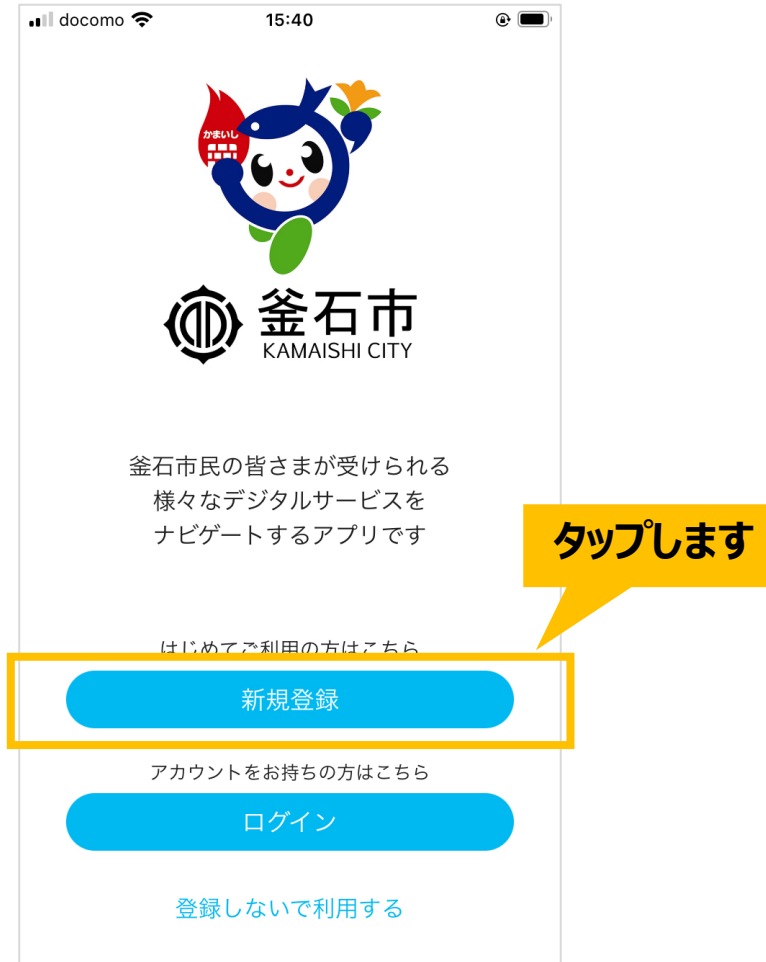 docomo 15:40
かまいし
釜石市
KAMAISHI CITY
釜石市民の皆さまが受けられる
様々なデジタルサービスを
ナビゲートするアプリです
タップします
はじめてご利用の方はこちら
新規登録
アカウントをお持ちの方はこちら
ログイン
登録しないで利用する